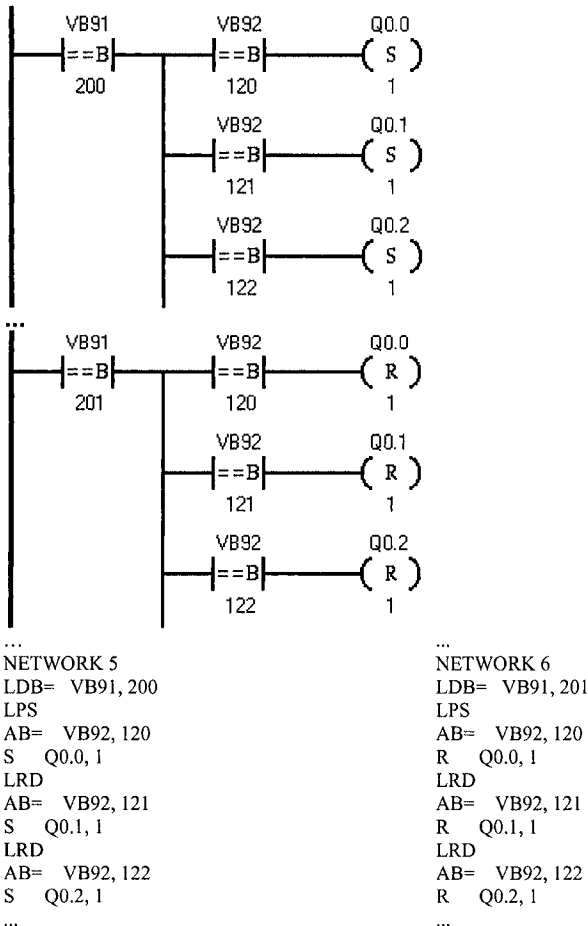 VB91 VB92 Q0.0
==B ==B S
200 120 1
VB92 Q0.1
==B S
121 1
VB92 Q0.2
==B S
122 1
...
VB91 VB92 Q0.0
==B ==B R
201 120 1
VB92 Q0.1
==B R
121 1
VB92 Q0.2
==B R
122 1
...
NETWORK 5
LDB= VB91, 200
LPS
AB= VB92, 120
S Q0.0, 1
LRD
AB= VB92, 121
S Q0.1, 1
LRD
AB= VB92, 122
S Q0.2, 1
...
...
NETWORK 6
LDB= VB91, 201
LPS
AB= VB92, 120
R Q0.0, 1
LRD
AB= VB92, 121
R Q0.1, 1
LRD
AB= VB92, 122
R Q0.2, 1
...